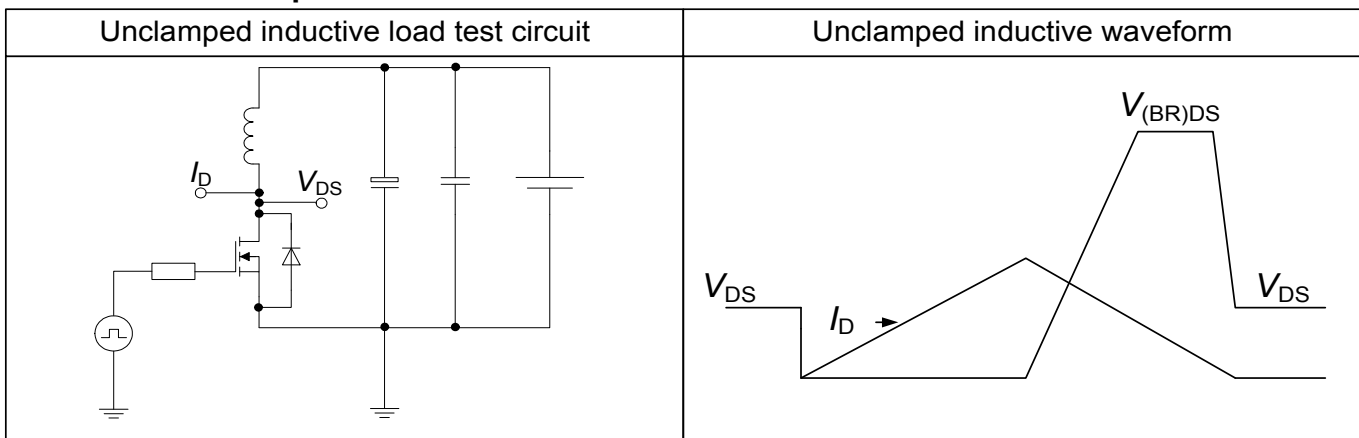 Unclamped inductive load test circuit
Unclamped inductive waveform
I_D
V_DS
V_(BR)DS
V_DS
I_D
V_DS